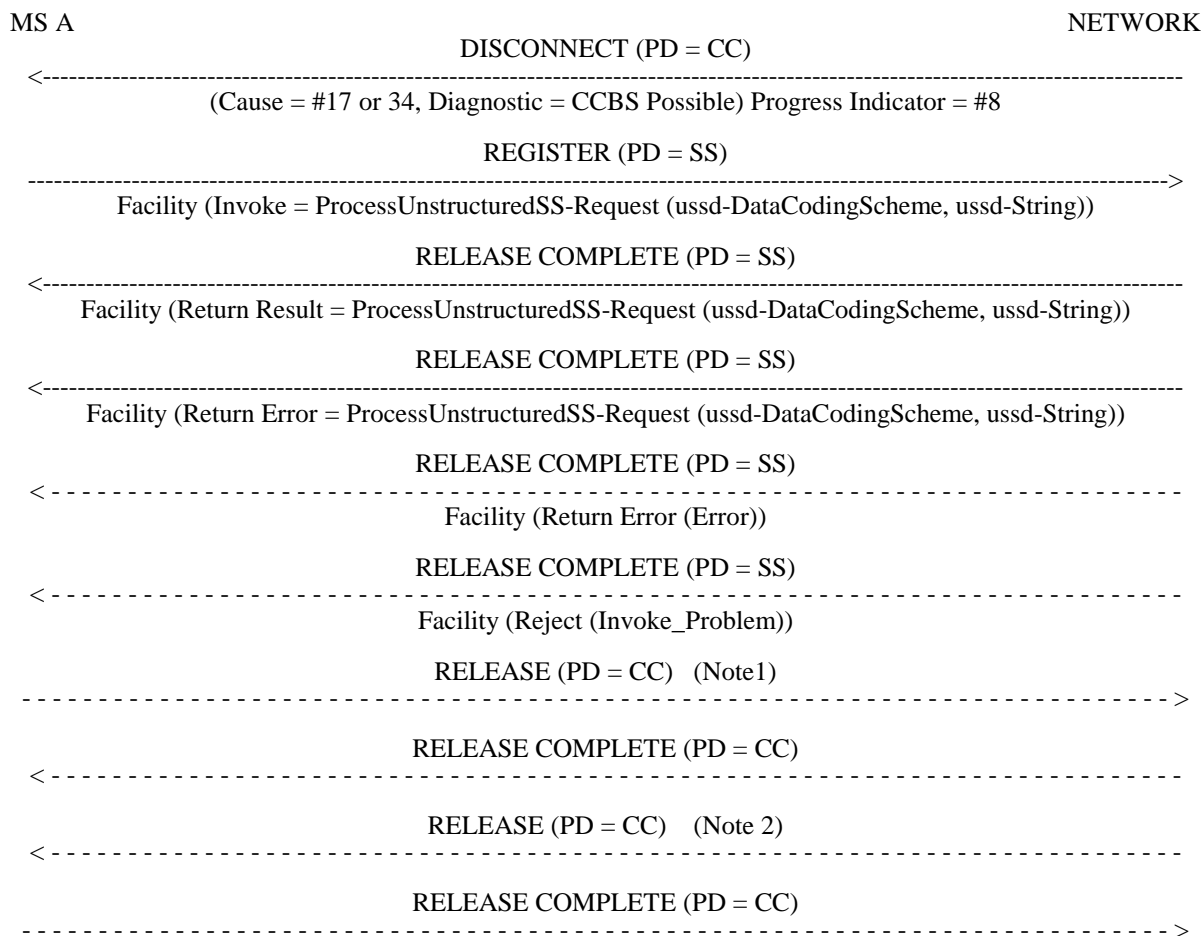 MS A NETWORK
DISCONNECT (PD = CC)
<------------------------------------------------------------------------------------------------------------------------------------
(Cause = #17 or 34, Diagnostic = CCBS Possible) Progress Indicator = #8
REGISTER (PD = SS)
------------------------------------------------------------------------------------------------------------------------------------>
Facility (Invoke = ProcessUnstructuredSS-Request (ussd-DataCodingScheme, ussd-String))
RELEASE COMPLETE (PD = SS)
<------------------------------------------------------------------------------------------------------------------------------------
Facility (Return Result = ProcessUnstructuredSS-Request (ussd-DataCodingScheme, ussd-String))
RELEASE COMPLETE (PD = SS)
<------------------------------------------------------------------------------------------------------------------------------------
Facility (Return Error = ProcessUnstructuredSS-Request (ussd-DataCodingScheme, ussd-String))
RELEASE COMPLETE (PD = SS)
< - - - - - - - - - - - - - - - - - - - - - - - - - - - - - - - - - - - - - - - - - - - - - - - - - - - - - - - - - - - - - - - - - - - - - - - - - -
Facility (Return Error (Error))
RELEASE COMPLETE (PD = SS)
< - - - - - - - - - - - - - - - - - - - - - - - - - - - - - - - - - - - - - - - - - - - - - - - - - - - - - - - - - - - - - - - - - - - - - - - - - -
Facility (Reject (Invoke_Problem))
RELEASE (PD = CC) (Note1)
- - - - - - - - - - - - - - - - - - - - - - - - - - - - - - - - - - - - - - - - - - - - - - - - - - - - - - - - - - - - - - - - - - - - - - - - - - >
RELEASE COMPLETE (PD = CC)
< - - - - - - - - - - - - - - - - - - - - - - - - - - - - - - - - - - - - - - - - - - - - - - - - - - - - - - - - - - - - - - - - - - - - - - - - - -
RELEASE (PD = CC) (Note 2)
< - - - - - - - - - - - - - - - - - - - - - - - - - - - - - - - - - - - - - - - - - - - - - - - - - - - - - - - - - - - - - - - - - - - - - - - - - -
RELEASE COMPLETE (PD = CC)
- - - - - - - - - - - - - - - - - - - - - - - - - - - - - - - - - - - - - - - - - - - - - - - - - - - - - - - - - - - - - - - - - - - - - - - - - - >